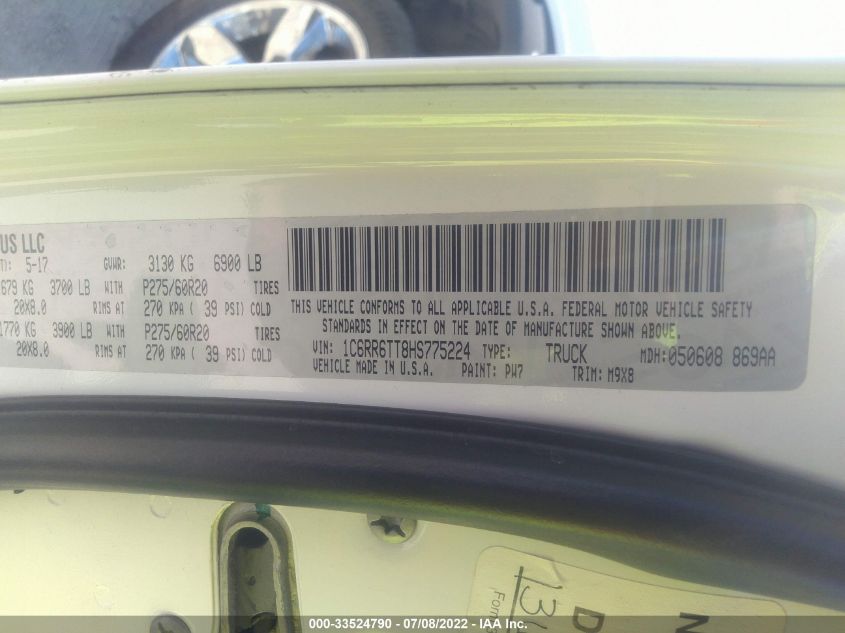 US LLC
5-17 GVWR: 3130 KG 6900 LB
679 KG 3700 LB WITH P275/60R20 TIRES
20X8.0 RIMS AT 270 KPA ( 39 PSI) COLD
1770 KG 3900 LB WITH P275/60R20 TIRES
20X8.0 RIMS AT 270 KPA ( 39 PSI) COLD
THIS VEHICLE CONFORMS TO ALL APPLICABLE U.S.A. FEDERAL MOTOR VEHICLE SAFETY
STANDARDS IN EFFECT ON THE DATE OF MANUFACTURE SHOWN ABOVE.
VIN: 1C6RR6TT8HS775224 TYPE: TRUCK MDH: 050608 869AA
VEHICLE MADE IN U.S.A. PAINT: PW7 TRIM: M9X8
N
D
134
Form
000-33524790 - 07/08/2022 - IAA Inc.